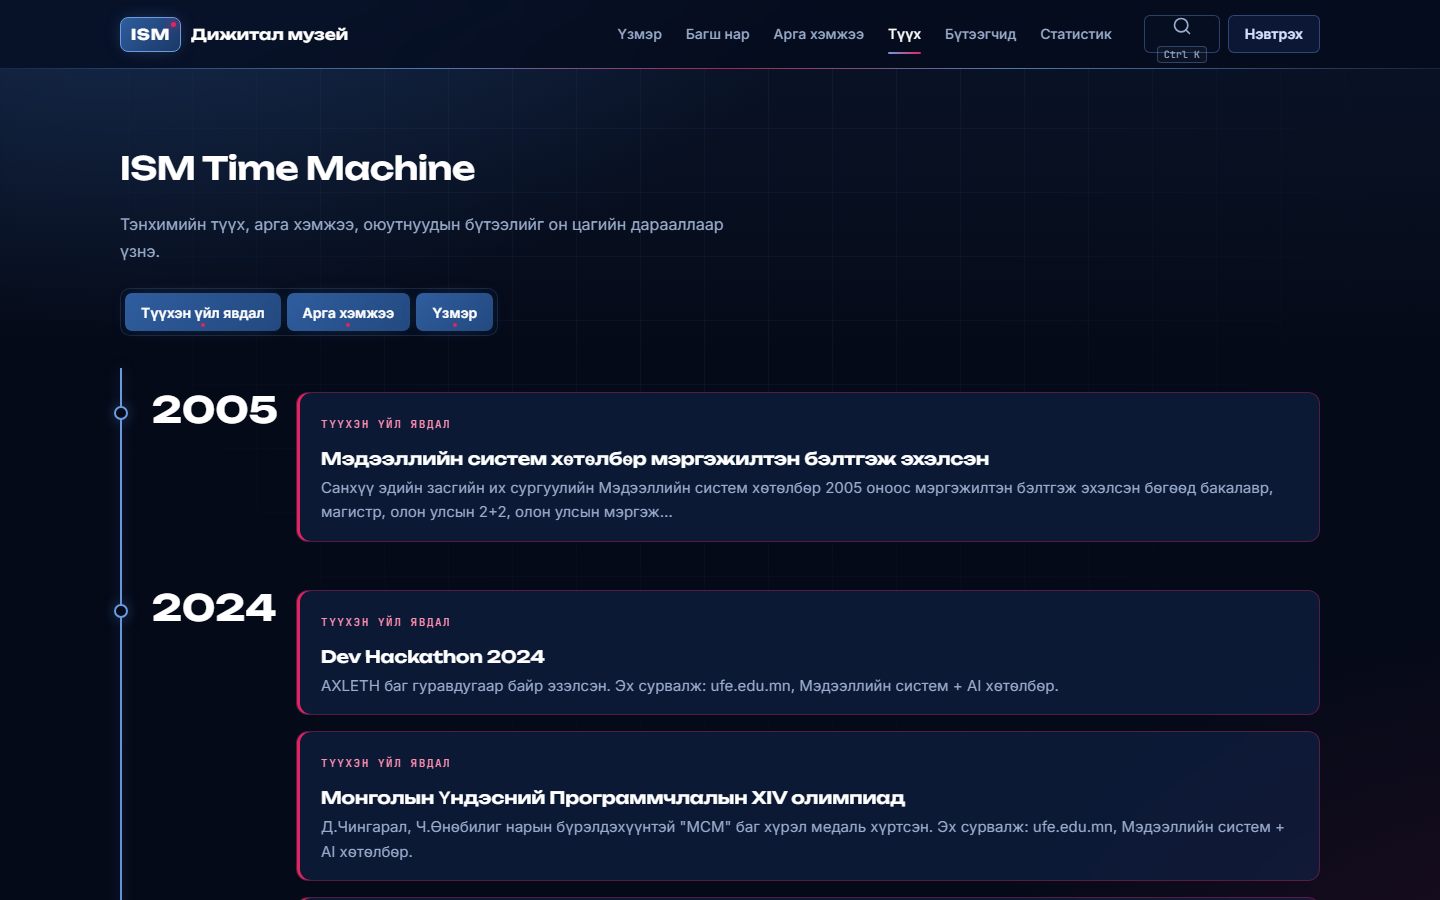 ISM Дижитал музей
Үзмэр Багш нар Арга хэмжээ Түүх Бүтээгчид Статистик Ctrl K Нэвтрэх
ISM Time Machine
Тэнхимийн түүх, арга хэмжээ, оюутнуудын бүтээлийг он цагийн дарааллаар
үзнэ.
Түүхэн үйл явдал Арга хэмжээ Үзмэр
2005
ТҮҮХЭН ҮЙЛ ЯВДАЛ
Мэдээллийн систем хөтөлбөр мэргэжилтэн бэлтгэж эхэлсэн
Санхүү эдийн засгийн их сургуулийн Мэдээллийн систем хөтөлбөр 2005 оноос мэргэжилтэн бэлтгэж эхэлсэн бөгөөд бакалавр,
магистр, олон улсын 2+2, олон улсын мэргэж...
2024
ТҮҮХЭН ҮЙЛ ЯВДАЛ
Dev Hackathon 2024
AXLETH баг гуравдугаар байр эзэлсэн. Эх сурвалж: ufe.edu.mn, Мэдээллийн систем + AI хөтөлбөр.
ТҮҮХЭН ҮЙЛ ЯВДАЛ
Монголын Үндэсний Программчлалын XIV олимпиад
Д.Чингарал, Ч.Өнөбилиг нарын бүрэлдэхүүнтэй "МСМ" баг хүрэл медаль хүртсэн. Эх сурвалж: ufe.edu.mn, Мэдээллийн систем +
AI хөтөлбөр.